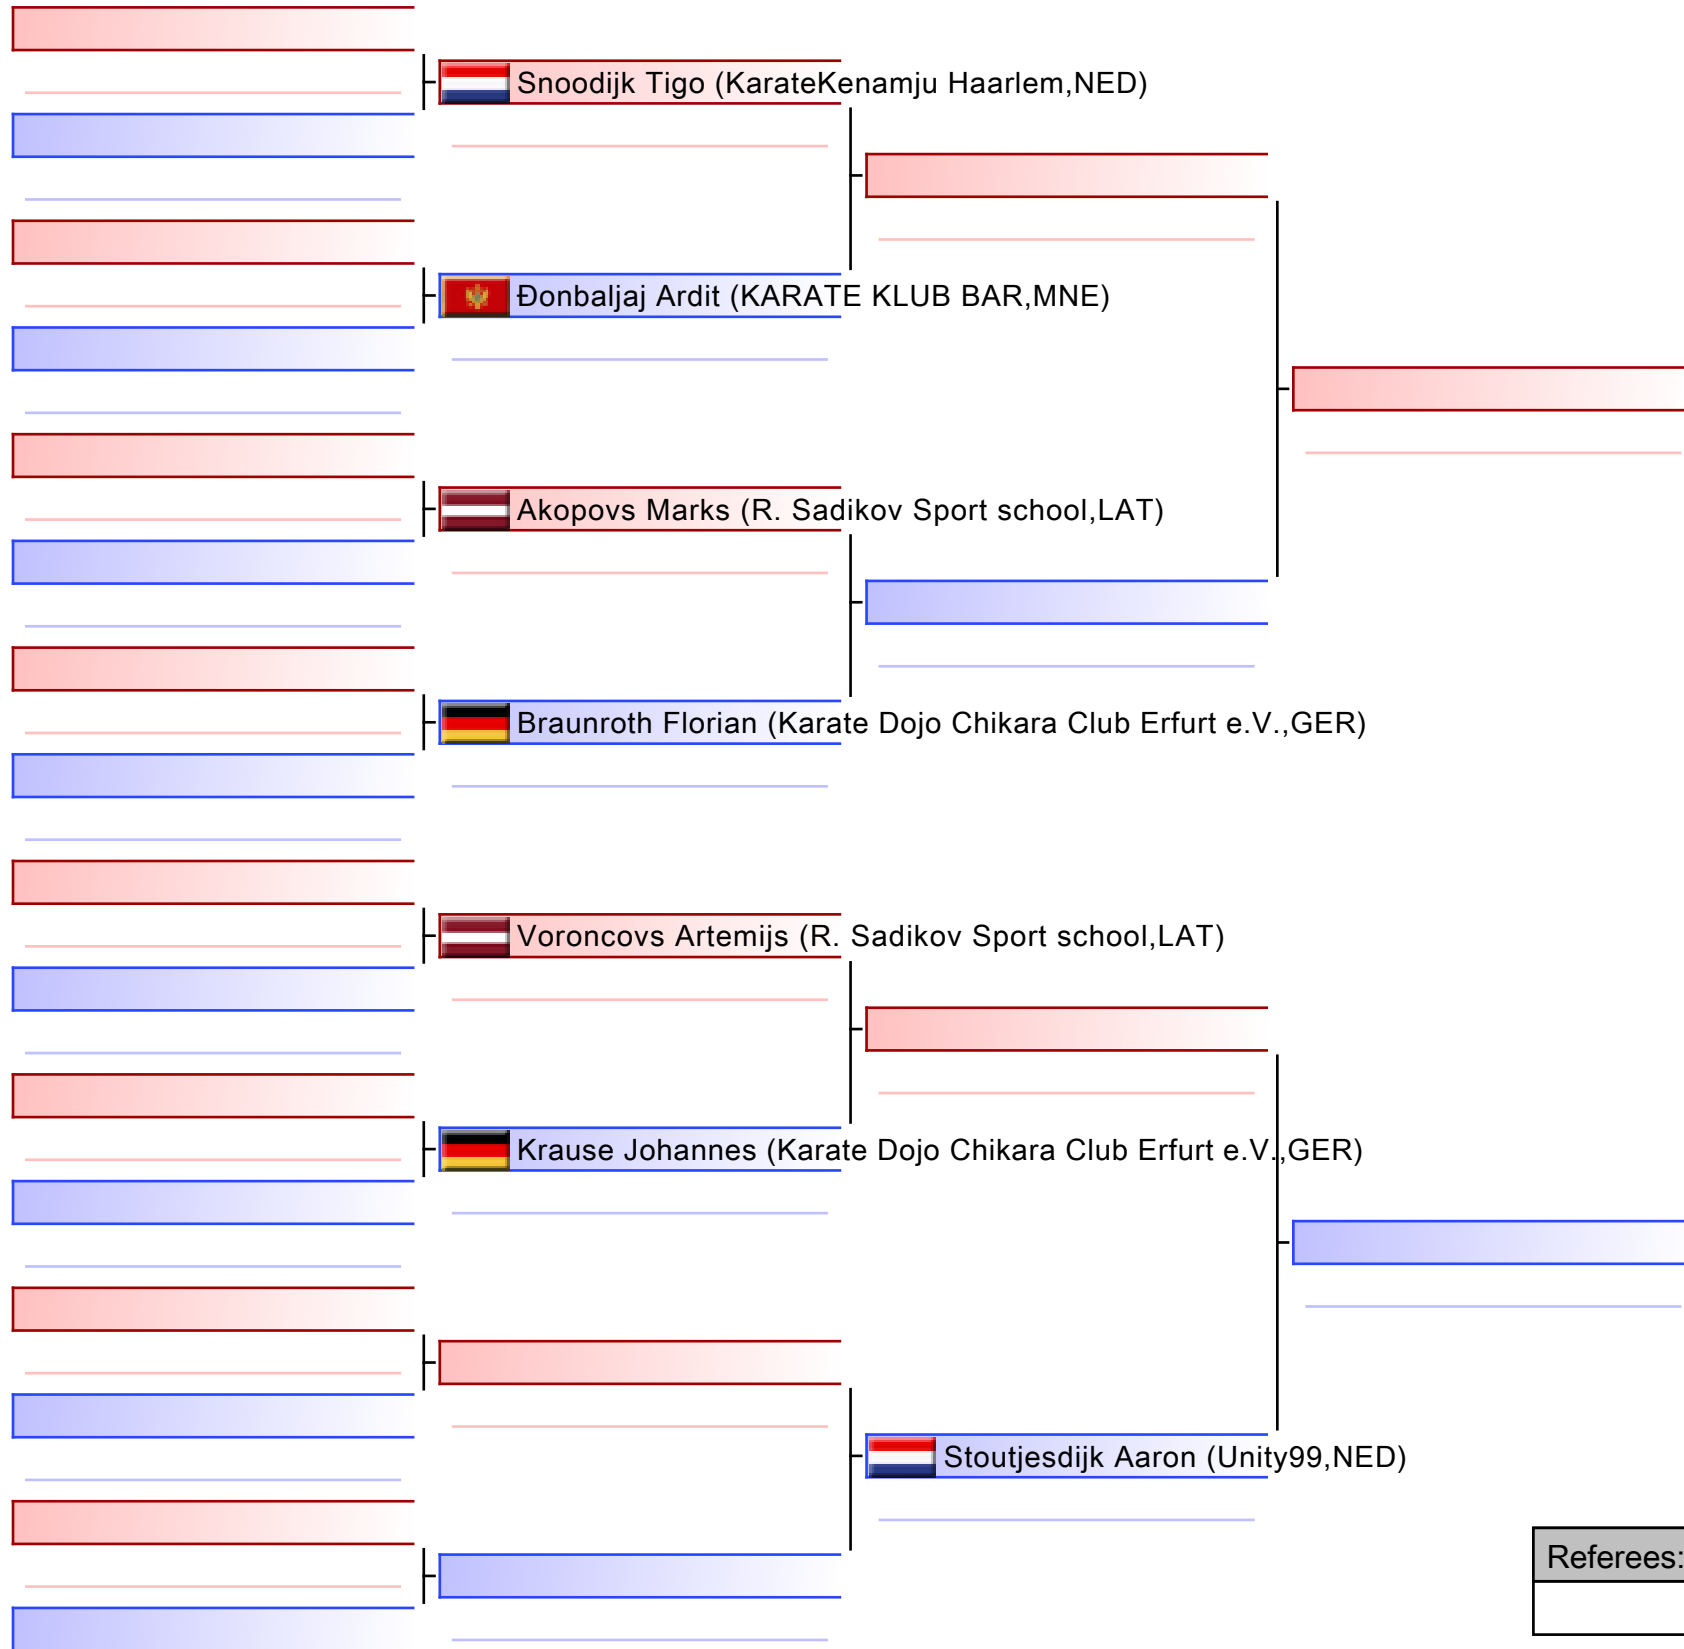 Snoodijk Tigo (KarateKenamju Haarlem,NED)
Đonbaljaj Ardit (KARATE KLUB BAR,MNE)
Akopovs Marks (R. Sadikov Sport school,LAT)
Braunroth Florian (Karate Dojo Chikara Club Erfurt e.V.,GER)
Voroncovs Artemijs (R. Sadikov Sport school,LAT)
Krause Johannes (Karate Dojo Chikara Club Erfurt e.V.,GER)
Stoutjesdijk Aaron (Unity99,NED)
Referees: